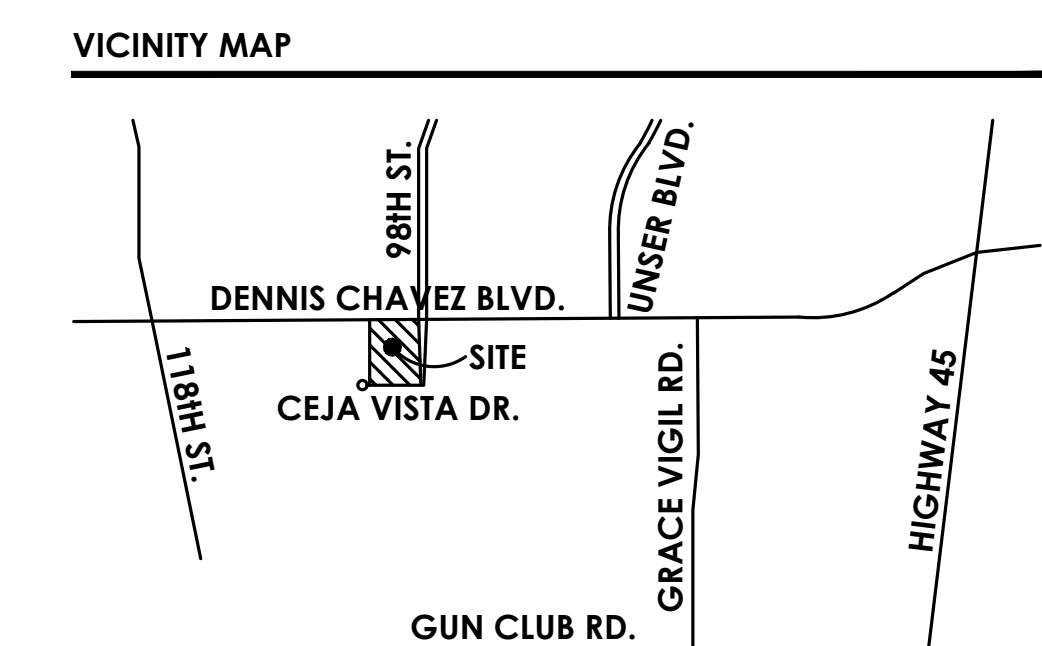 VICINITY MAP
98tH ST.
UNSER BLVD.
DENNIS CHAVEZ BLVD.
SITE
118tH ST.
CEJA VISTA DR.
GRACE VIGIL RD.
HIGHWAY 45
GUN CLUB RD.